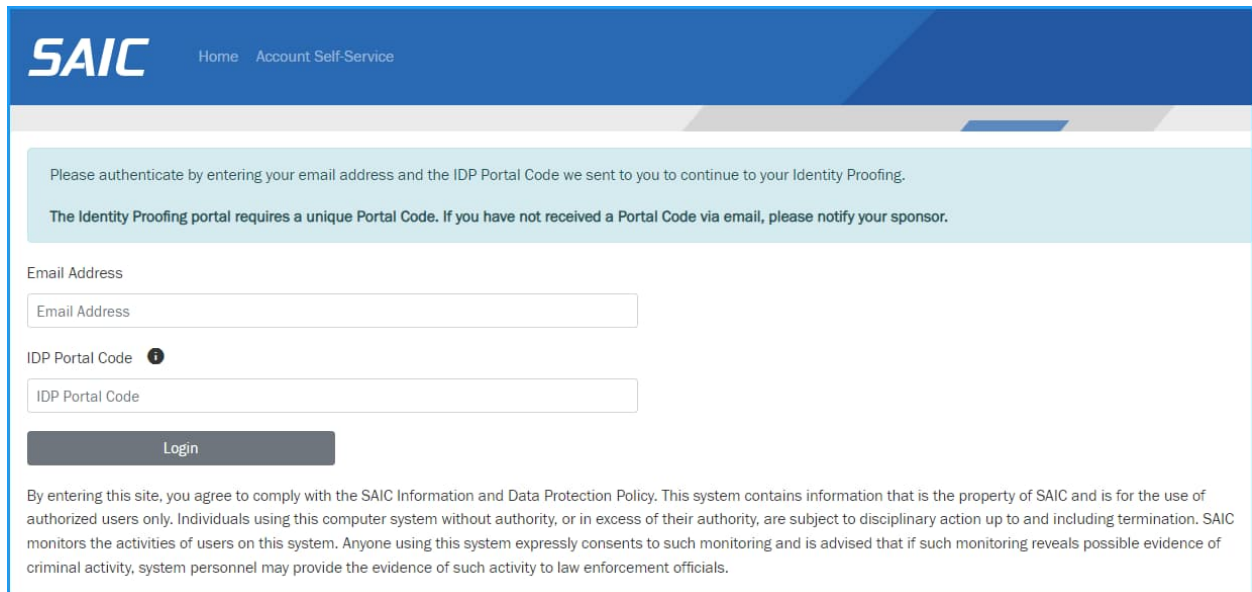 SAIC
Home Account Self-Service
Please authenticate by entering your email address and the IDP Portal Code we sent to you to continue to your Identity Proofing.
The Identity Proofing portal requires a unique Portal Code. If you have not received a Portal Code via email, please notify your sponsor.
Email Address
Email Address
IDP Portal Code
IDP Portal Code
Login
By entering this site, you agree to comply with the SAIC Information and Data Protection Policy. This system contains information that is the property of SAIC and is for the use of
authorized users only. Individuals using this computer system without authority, or in excess of their authority, are subject to disciplinary action up to and including termination. SAIC
monitors the activities of users on this system. Anyone using this system expressly consents to such monitoring and is advised that if such monitoring reveals possible evidence of
criminal activity, system personnel may provide the evidence of such activity to law enforcement officials.